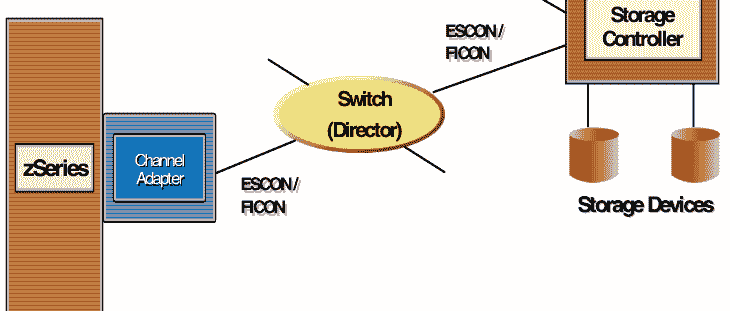 Storage
Controller
ESCON /
FICON
Switch
(Director)
Channel
Adapter
zSeries
ESCON /
FICON
Storage Devices